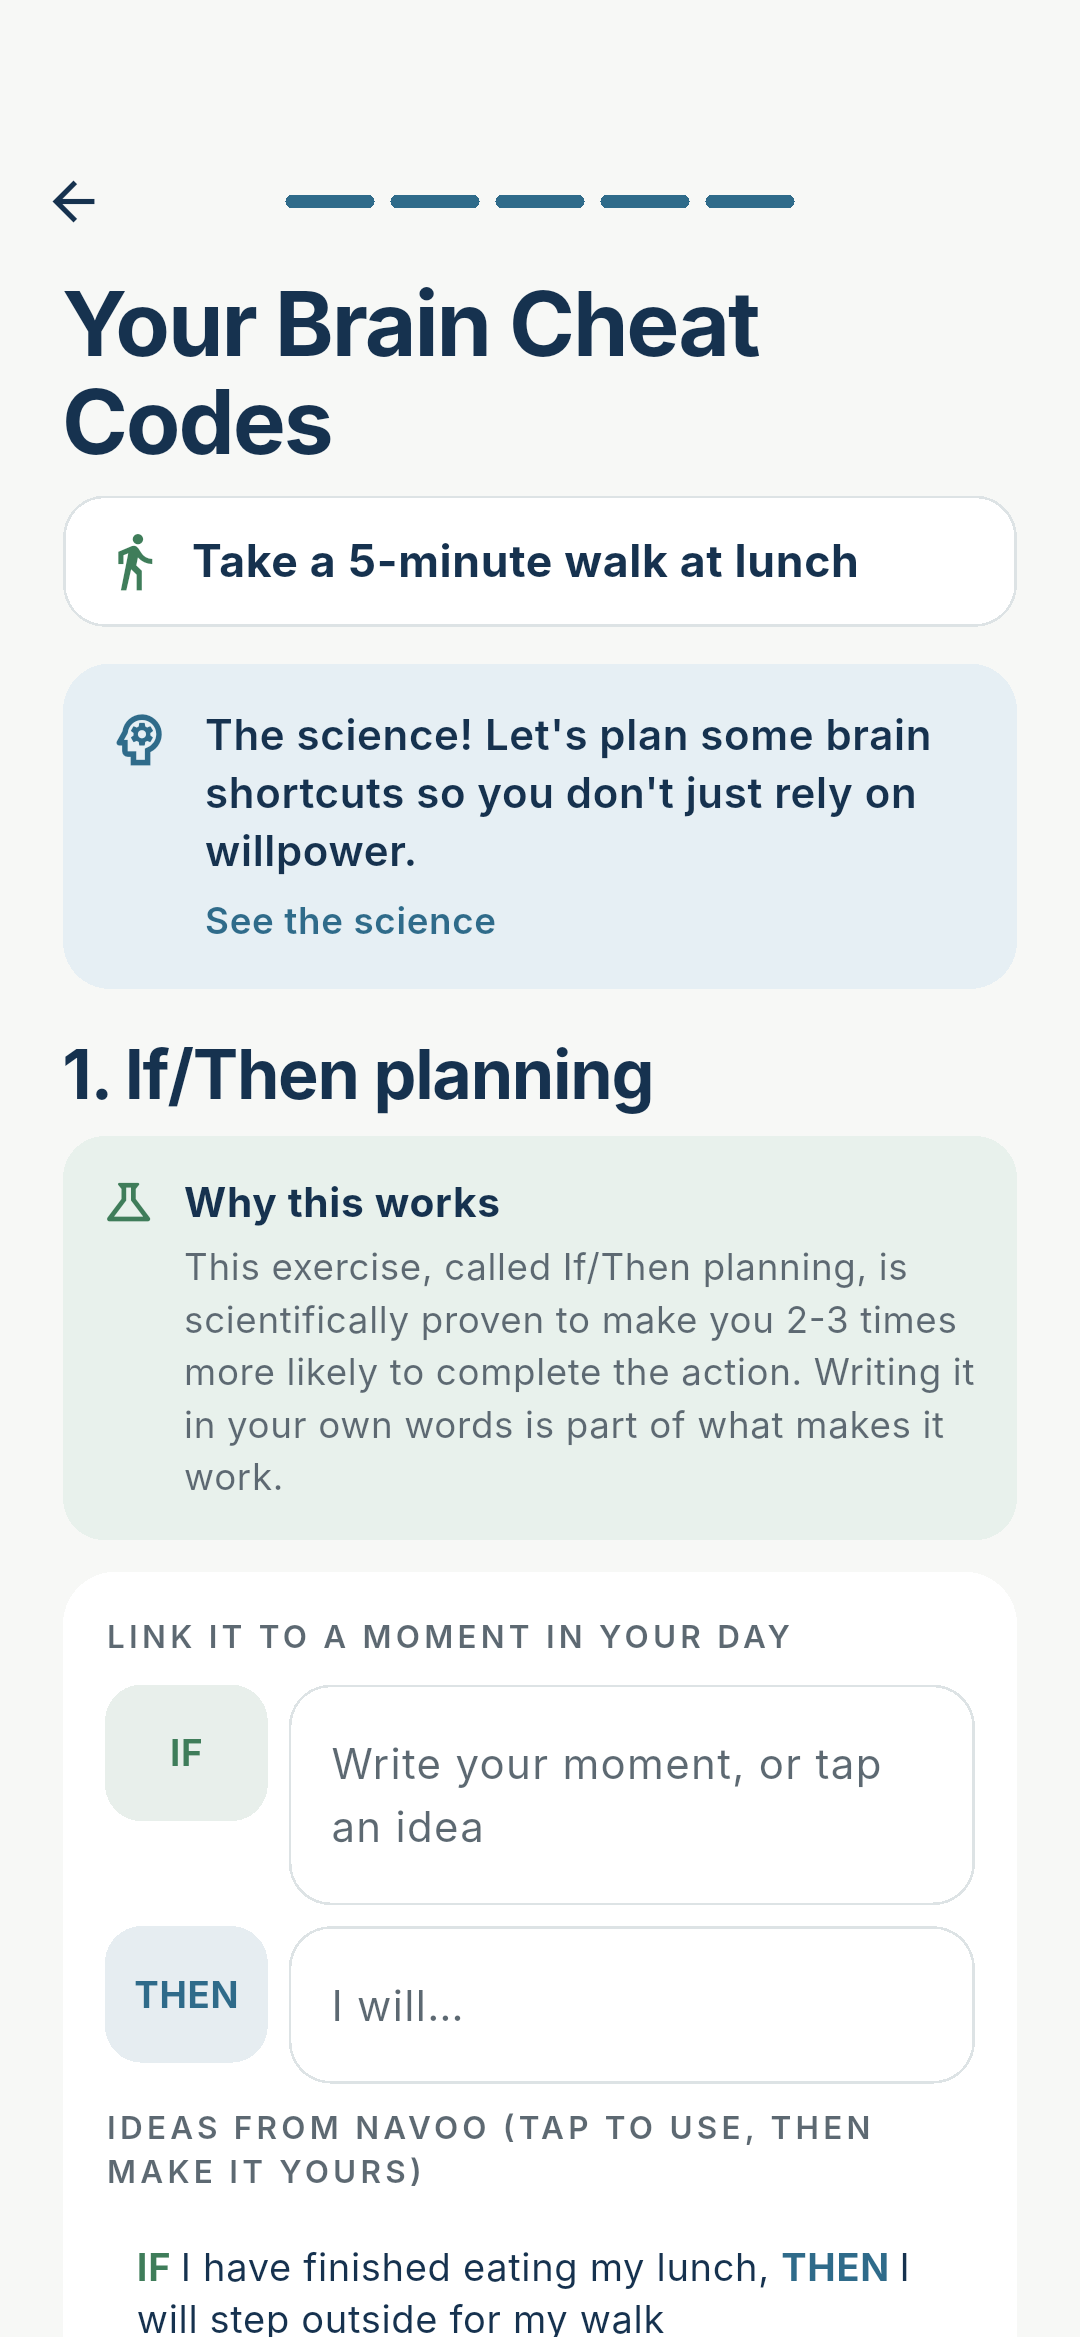 Your Brain Cheat
Codes
Take a 5-minute walk at lunch
The science! Let's plan some brain
shortcuts so you don't just rely on
willpower.
See the science
1. If/Then planning
Why this works
This exercise, called If/Then planning, is
scientifically proven to make you 2-3 times
more likely to complete the action. Writing it
in your own words is part of what makes it
work.
LINK IT TO A MOMENT IN YOUR DAY
IF
Write your moment, or tap
an idea
THEN
I will...
IDEAS FROM NAVOO (TAP TO USE, THEN
MAKE IT YOURS)
IF I have finished eating my lunch, THEN I
will step outside for my walk